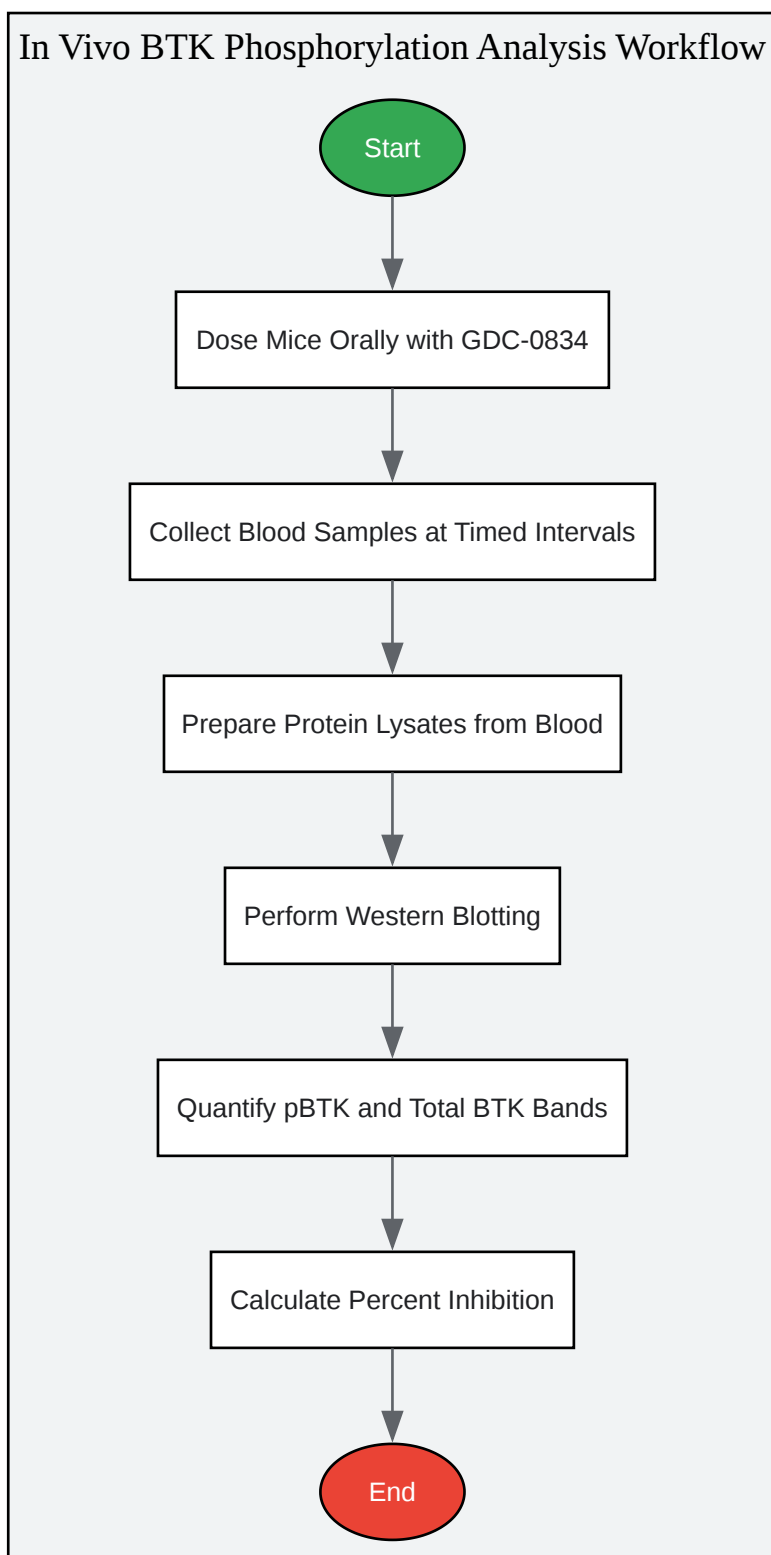 In Vivo BTK Phosphorylation Analysis Workflow
Start
Dose Mice Orally with GDC-0834
Collect Blood Samples at Timed Intervals
Prepare Protein Lysates from Blood
Perform Western Blotting
Quantify pBTK and Total BTK Bands
Calculate Percent Inhibition
End